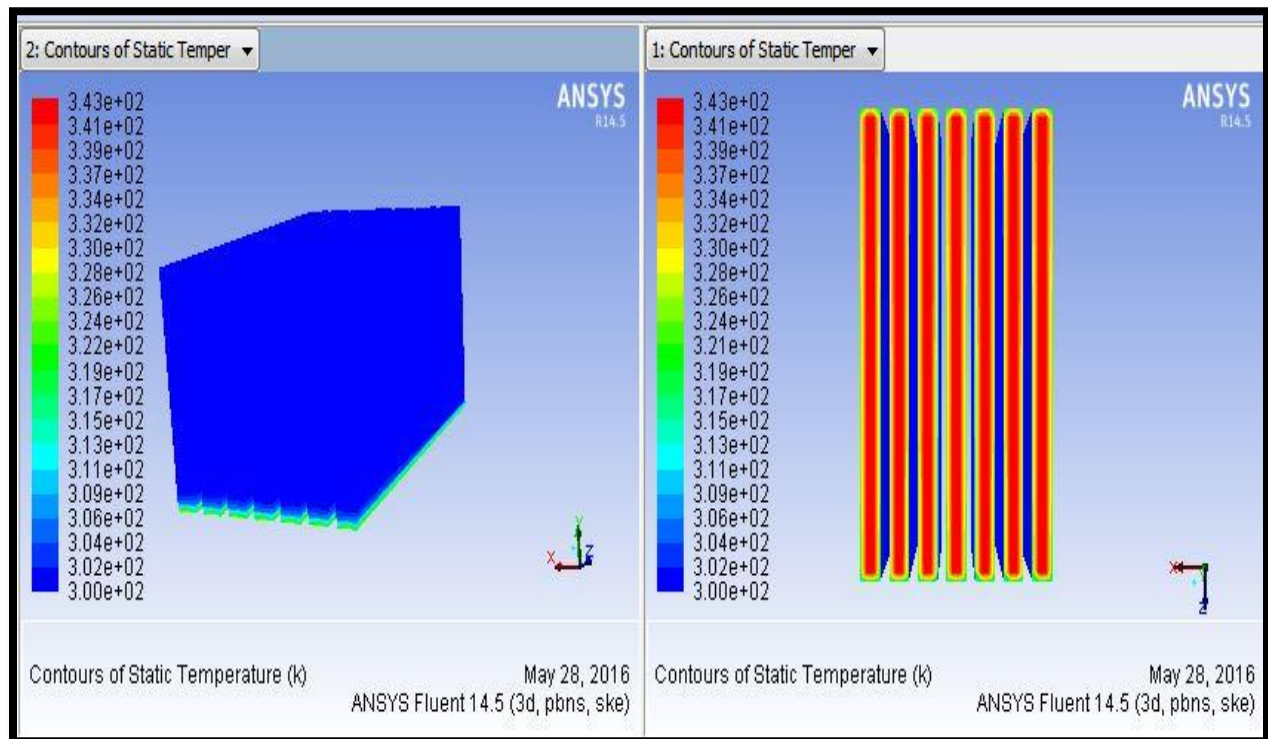 2: Contours of Static Temper
ANSYS
R14.5
3.43e+02
3.41e+02
3.39e+02
3.37e+02
3.34e+02
3.32e+02
3.30e+02
3.28e+02
3.26e+02
3.24e+02
3.22e+02
3.19e+02
3.17e+02
3.15e+02
3.13e+02
3.11e+02
3.09e+02
3.06e+02
3.04e+02
3.02e+02
3.00e+02
Y
X
Z
Contours of Static Temperature (k)
May 28, 2016
ANSYS Fluent 14.5 (3d, pbns, ske)
1: Contours of Static Temper
ANSYS
R14.5
3.43e+02
3.41e+02
3.39e+02
3.37e+02
3.34e+02
3.32e+02
3.30e+02
3.28e+02
3.26e+02
3.24e+02
3.21e+02
3.19e+02
3.17e+02
3.15e+02
3.13e+02
3.11e+02
3.09e+02
3.06e+02
3.04e+02
3.02e+02
3.00e+02
X
Z
Contours of Static Temperature (k)
May 28, 2016
ANSYS Fluent 14.5 (3d, pbns, ske)